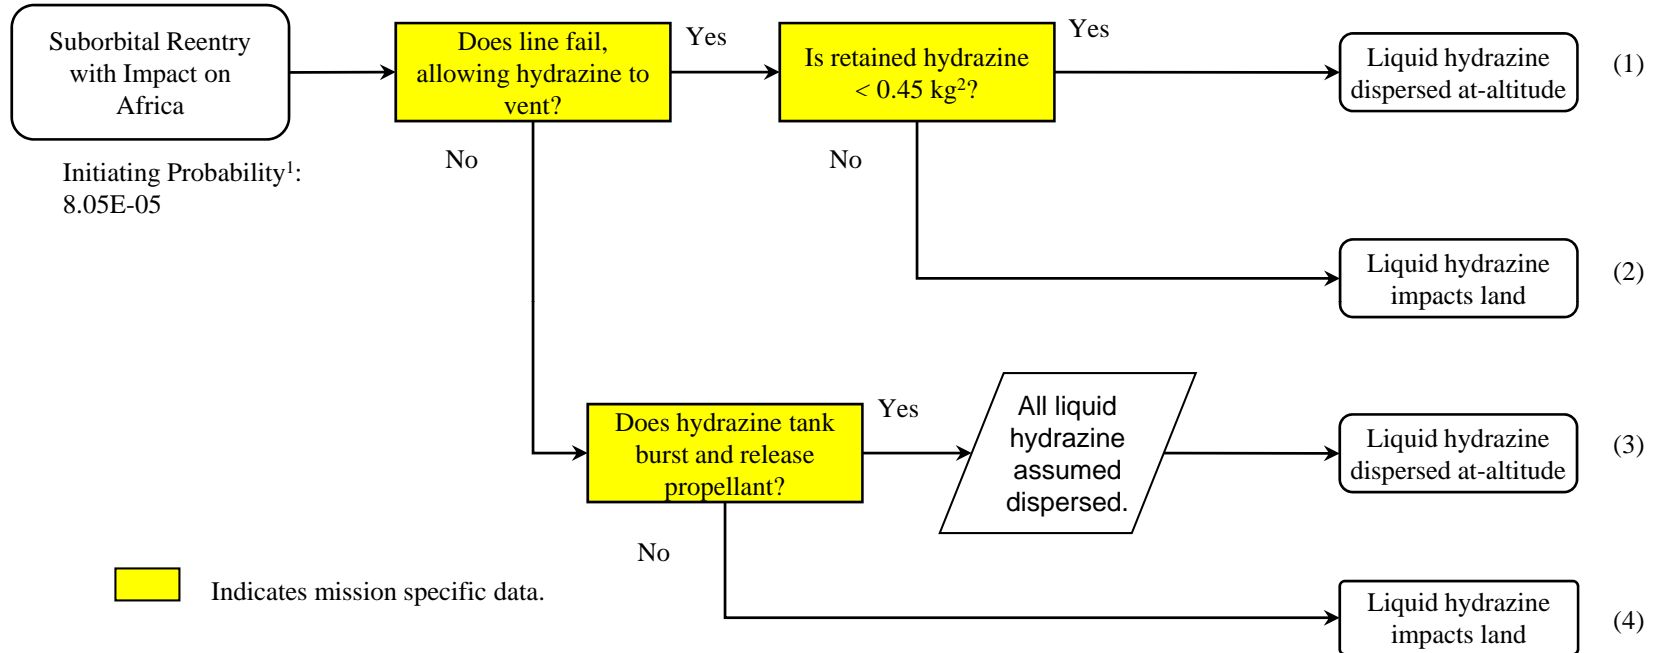 Suborbital Reentry
with Impact on
Africa
Initiating Probability¹:
8.05E-05
Does line fail,
allowing hydrazine to
vent?
Yes
Is retained hydrazine
< 0.45 kg²?
Yes
Liquid hydrazine
dispersed at-altitude
(1)
No
No
Liquid hydrazine
impacts land
(2)
Does hydrazine tank
burst and release
propellant?
Yes
All liquid
hydrazine
assumed
dispersed.
Liquid hydrazine
dispersed at-altitude
(3)
No
Liquid hydrazine
impacts land
(4)
Indicates mission specific data.